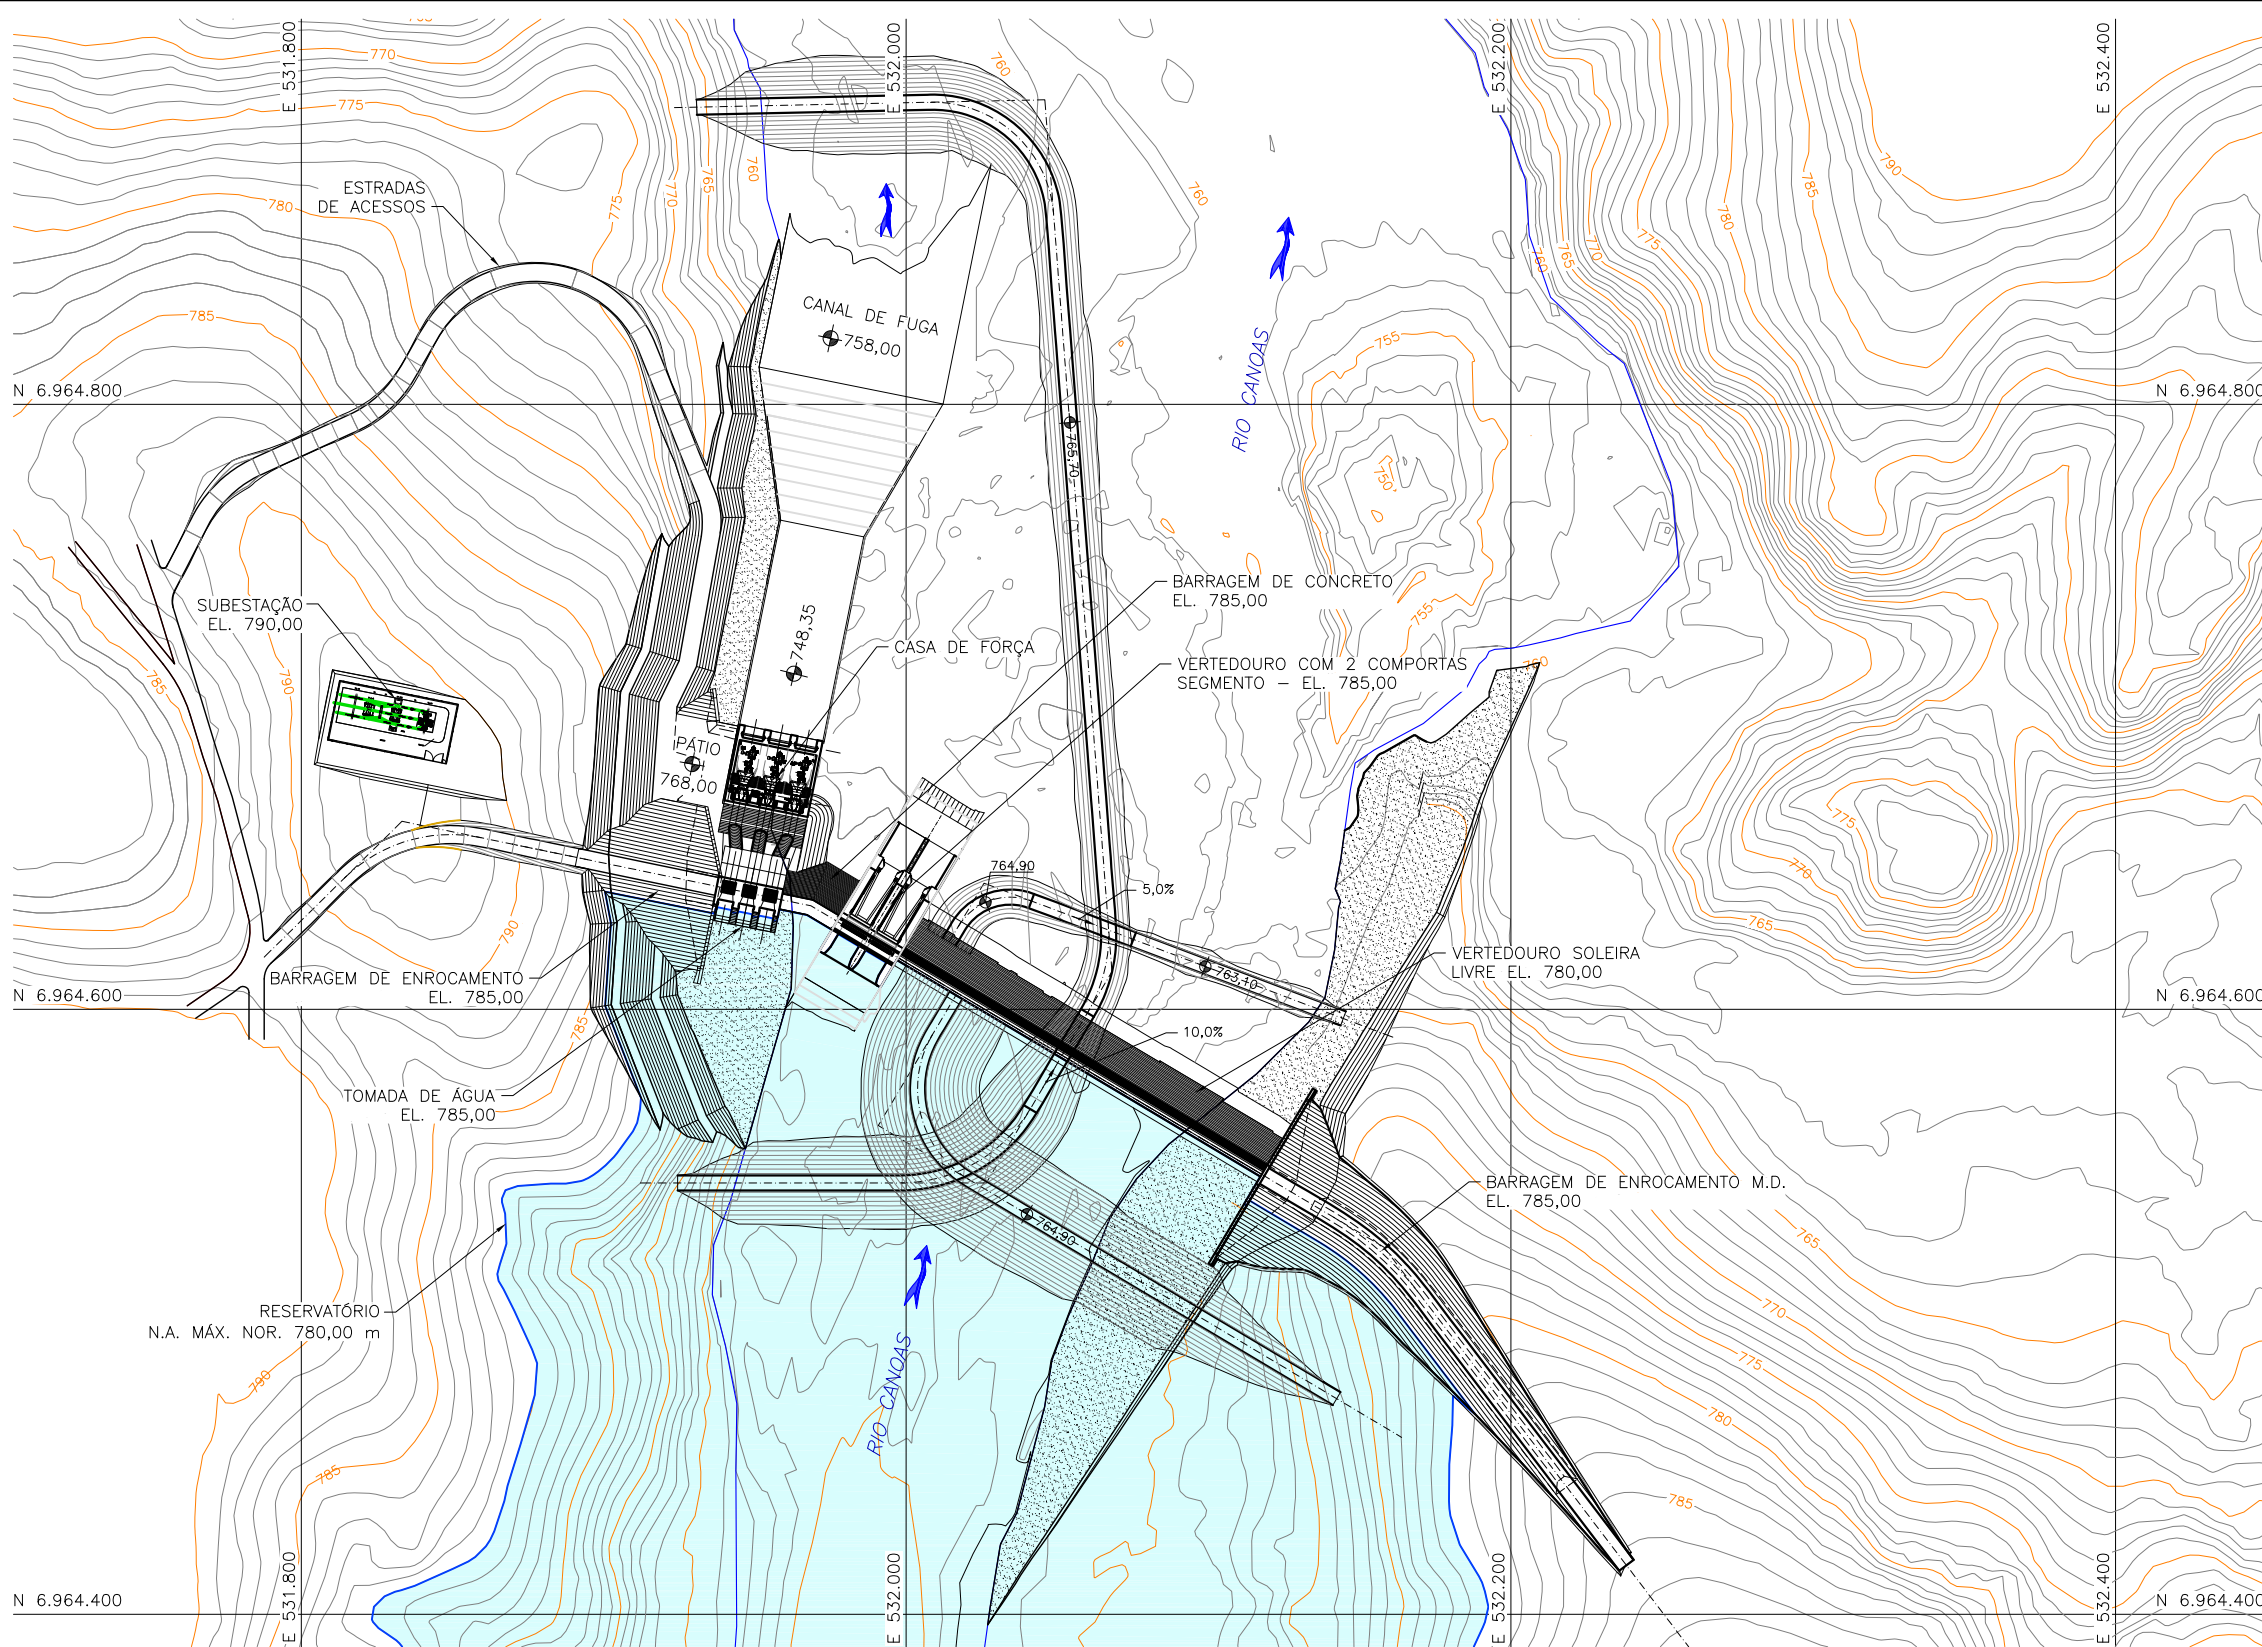 E 531.800
E 532.000
E 532.200
E 532.400
770
760
775
790
785
780
775
770
765
760
780
775
770
765
760
760
ESTRADAS
DE ACESSOS
785
CANAL DE FUGA
758,00
RIO CANOAS
755
750
755
N 6.964.800
N 6.964.800
765,70
SUBESTAÇÃO
EL. 790,00
748,35
BARRAGEM DE CONCRETO
EL. 785,00
CASA DE FORÇA
VERTEDOURO COM 2 COMPORTAS
SEGMENTO – EL. 785,00
760
785
790
PÁTIO
768,00
775
770
765
764,90
5,0%
790
763,10
BARRAGEM DE ENROCAMENTO
EL. 785,00
VERTEDOURO SOLEIRA
LIVRE EL. 780,00
N 6.964.600
N 6.964.600
785
10,0%
TOMADA DE ÁGUA
EL. 785,00
BARRAGEM DE ENROCAMENTO M.D.
EL. 785,00
764,90
765
RESERVATÓRIO
N.A. MÁX. NOR. 780,00 m
770
775
780
785
790
785
RIO CANOAS
N 6.964.400
N 6.964.400
E 531.800
E 532.000
E 532.200
E 532.400